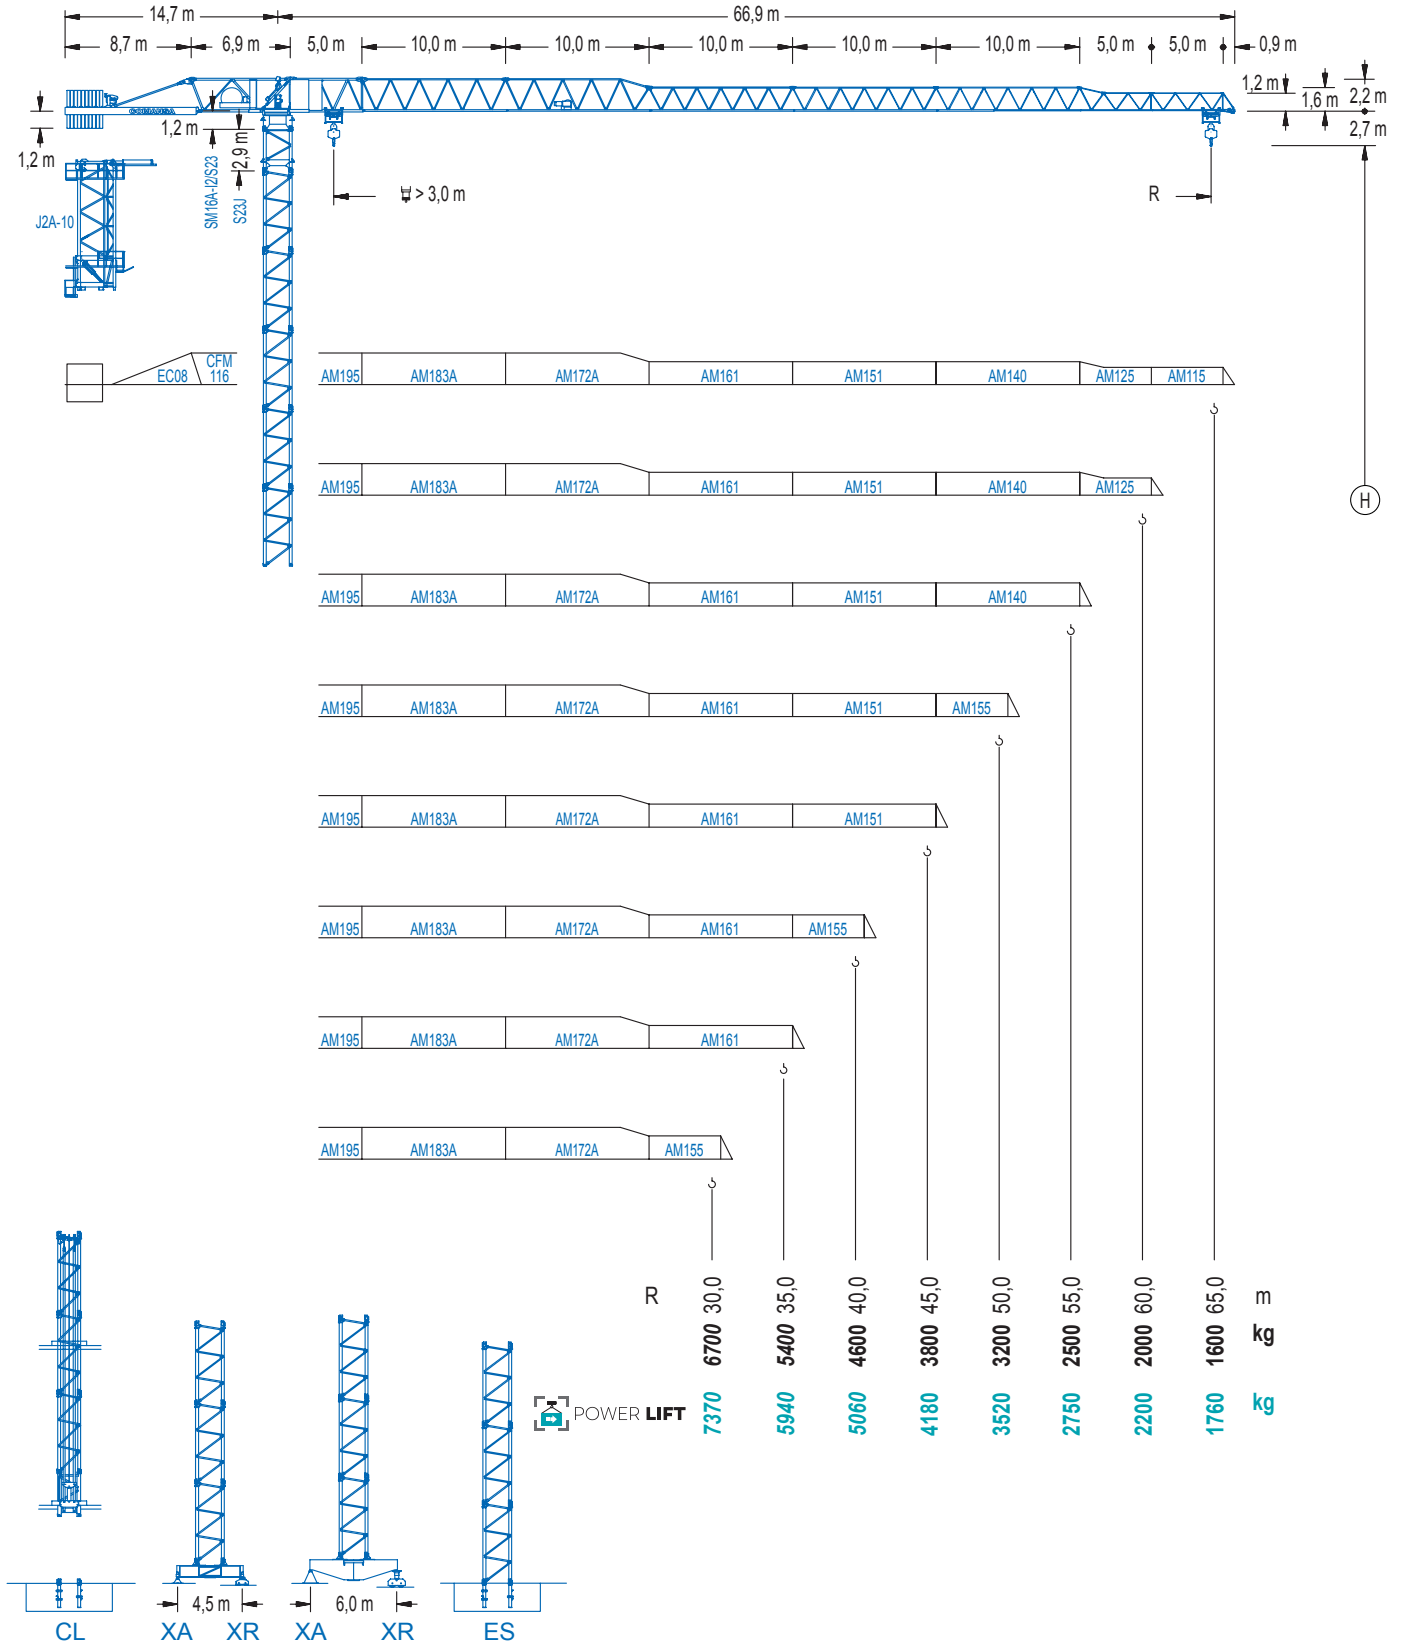 14,7 m 66,9 m
8,7 m 6,9 m 5,0 m 10,0 m 10,0 m 10,0 m 10,0 m 10,0 m 5,0 m 5,0 m 0,9 m
COMANSA
1,2 m 1,6 m 2,2 m
2,7 m
1,2 m
1,2 m
2,9 m
SM16A-I2/S23
S23J
> 3,0 m
R
J2A-10
H
EC08 CFM 116
AM195 AM183A AM172A AM161 AM151 AM140 AM125 AM115
AM195 AM183A AM172A AM161 AM151 AM140 AM125
AM195 AM183A AM172A AM161 AM151 AM140
AM195 AM183A AM172A AM161 AM151 AM155
AM195 AM183A AM172A AM161 AM151
AM195 AM183A AM172A AM161 AM155
AM195 AM183A AM172A AM161
AM195 AM183A AM172A AM155
R 30,0 35,0 40,0 45,0 50,0 55,0 60,0 65,0 m
6700 5400 4600 3800 3200 2500 2000 1600 kg
POWER LIFT 7370 5940 5060 4180 3520 2750 2200 1760 kg
4,5 m 6,0 m
CL XA XR XA XR ES